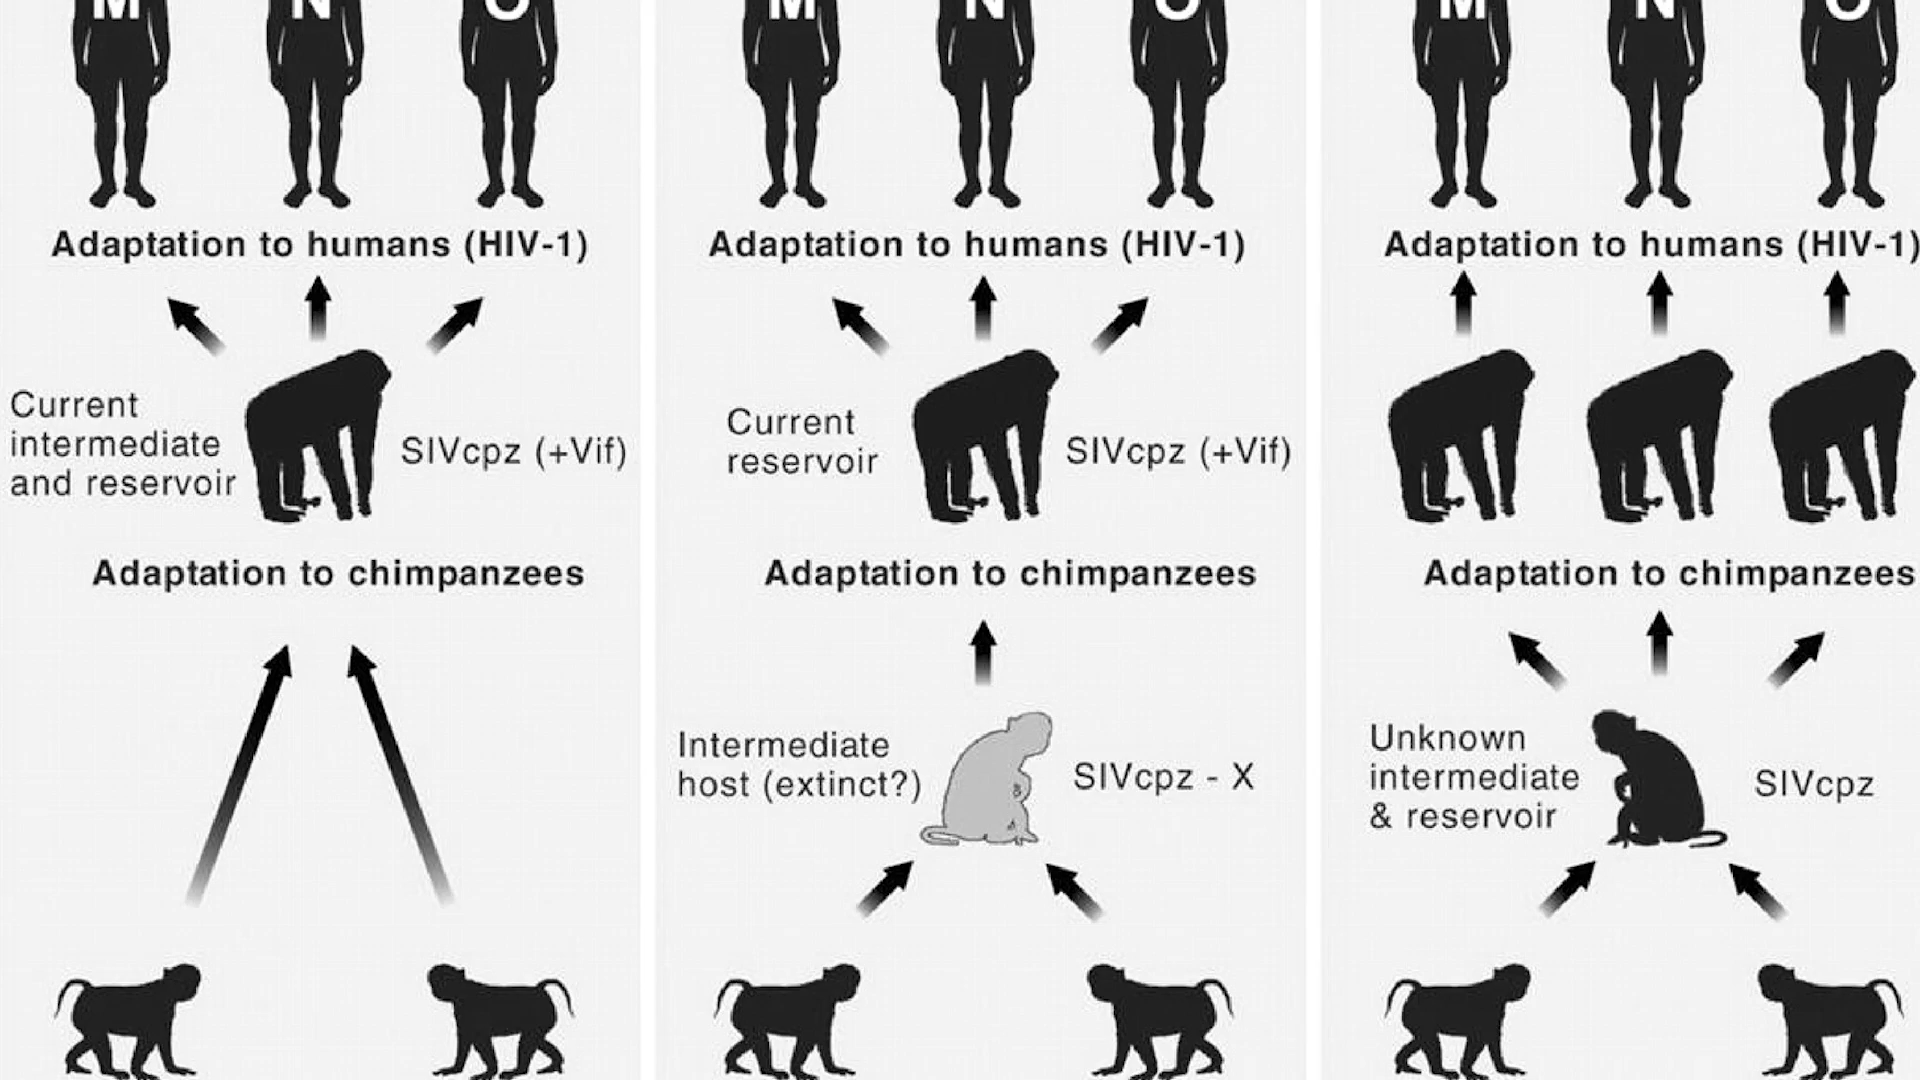 M N O
Adaptation to humans (HIV-1)
Current
intermediate
and reservoir
SIVcpz (+Vif)
Adaptation to chimpanzees
M N O
Adaptation to humans (HIV-1)
Current
reservoir
SIVcpz (+Vif)
Adaptation to chimpanzees
Intermediate
host (extinct?)
SIVcpz - X
M N O
Adaptation to humans (HIV-1)
Adaptation to chimpanzees
Unknown
intermediate
& reservoir
SIVcpz